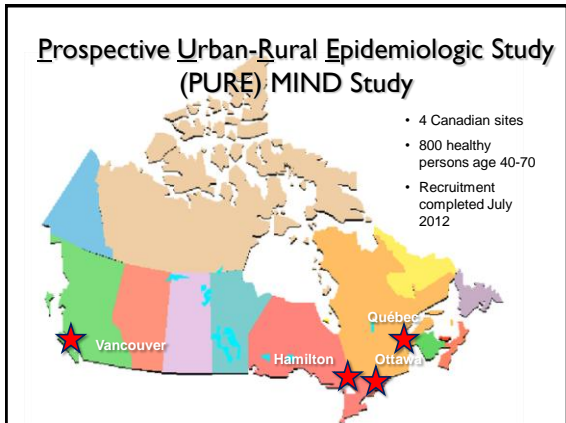 Prospective Urban-Rural Epidemiologic Study
(PURE) MIND Study
• 4 Canadian sites
• 800 healthy
persons age 40-70
• Recruitment
completed July
2012
Québec
Vancouver
Hamilton
Ottawa